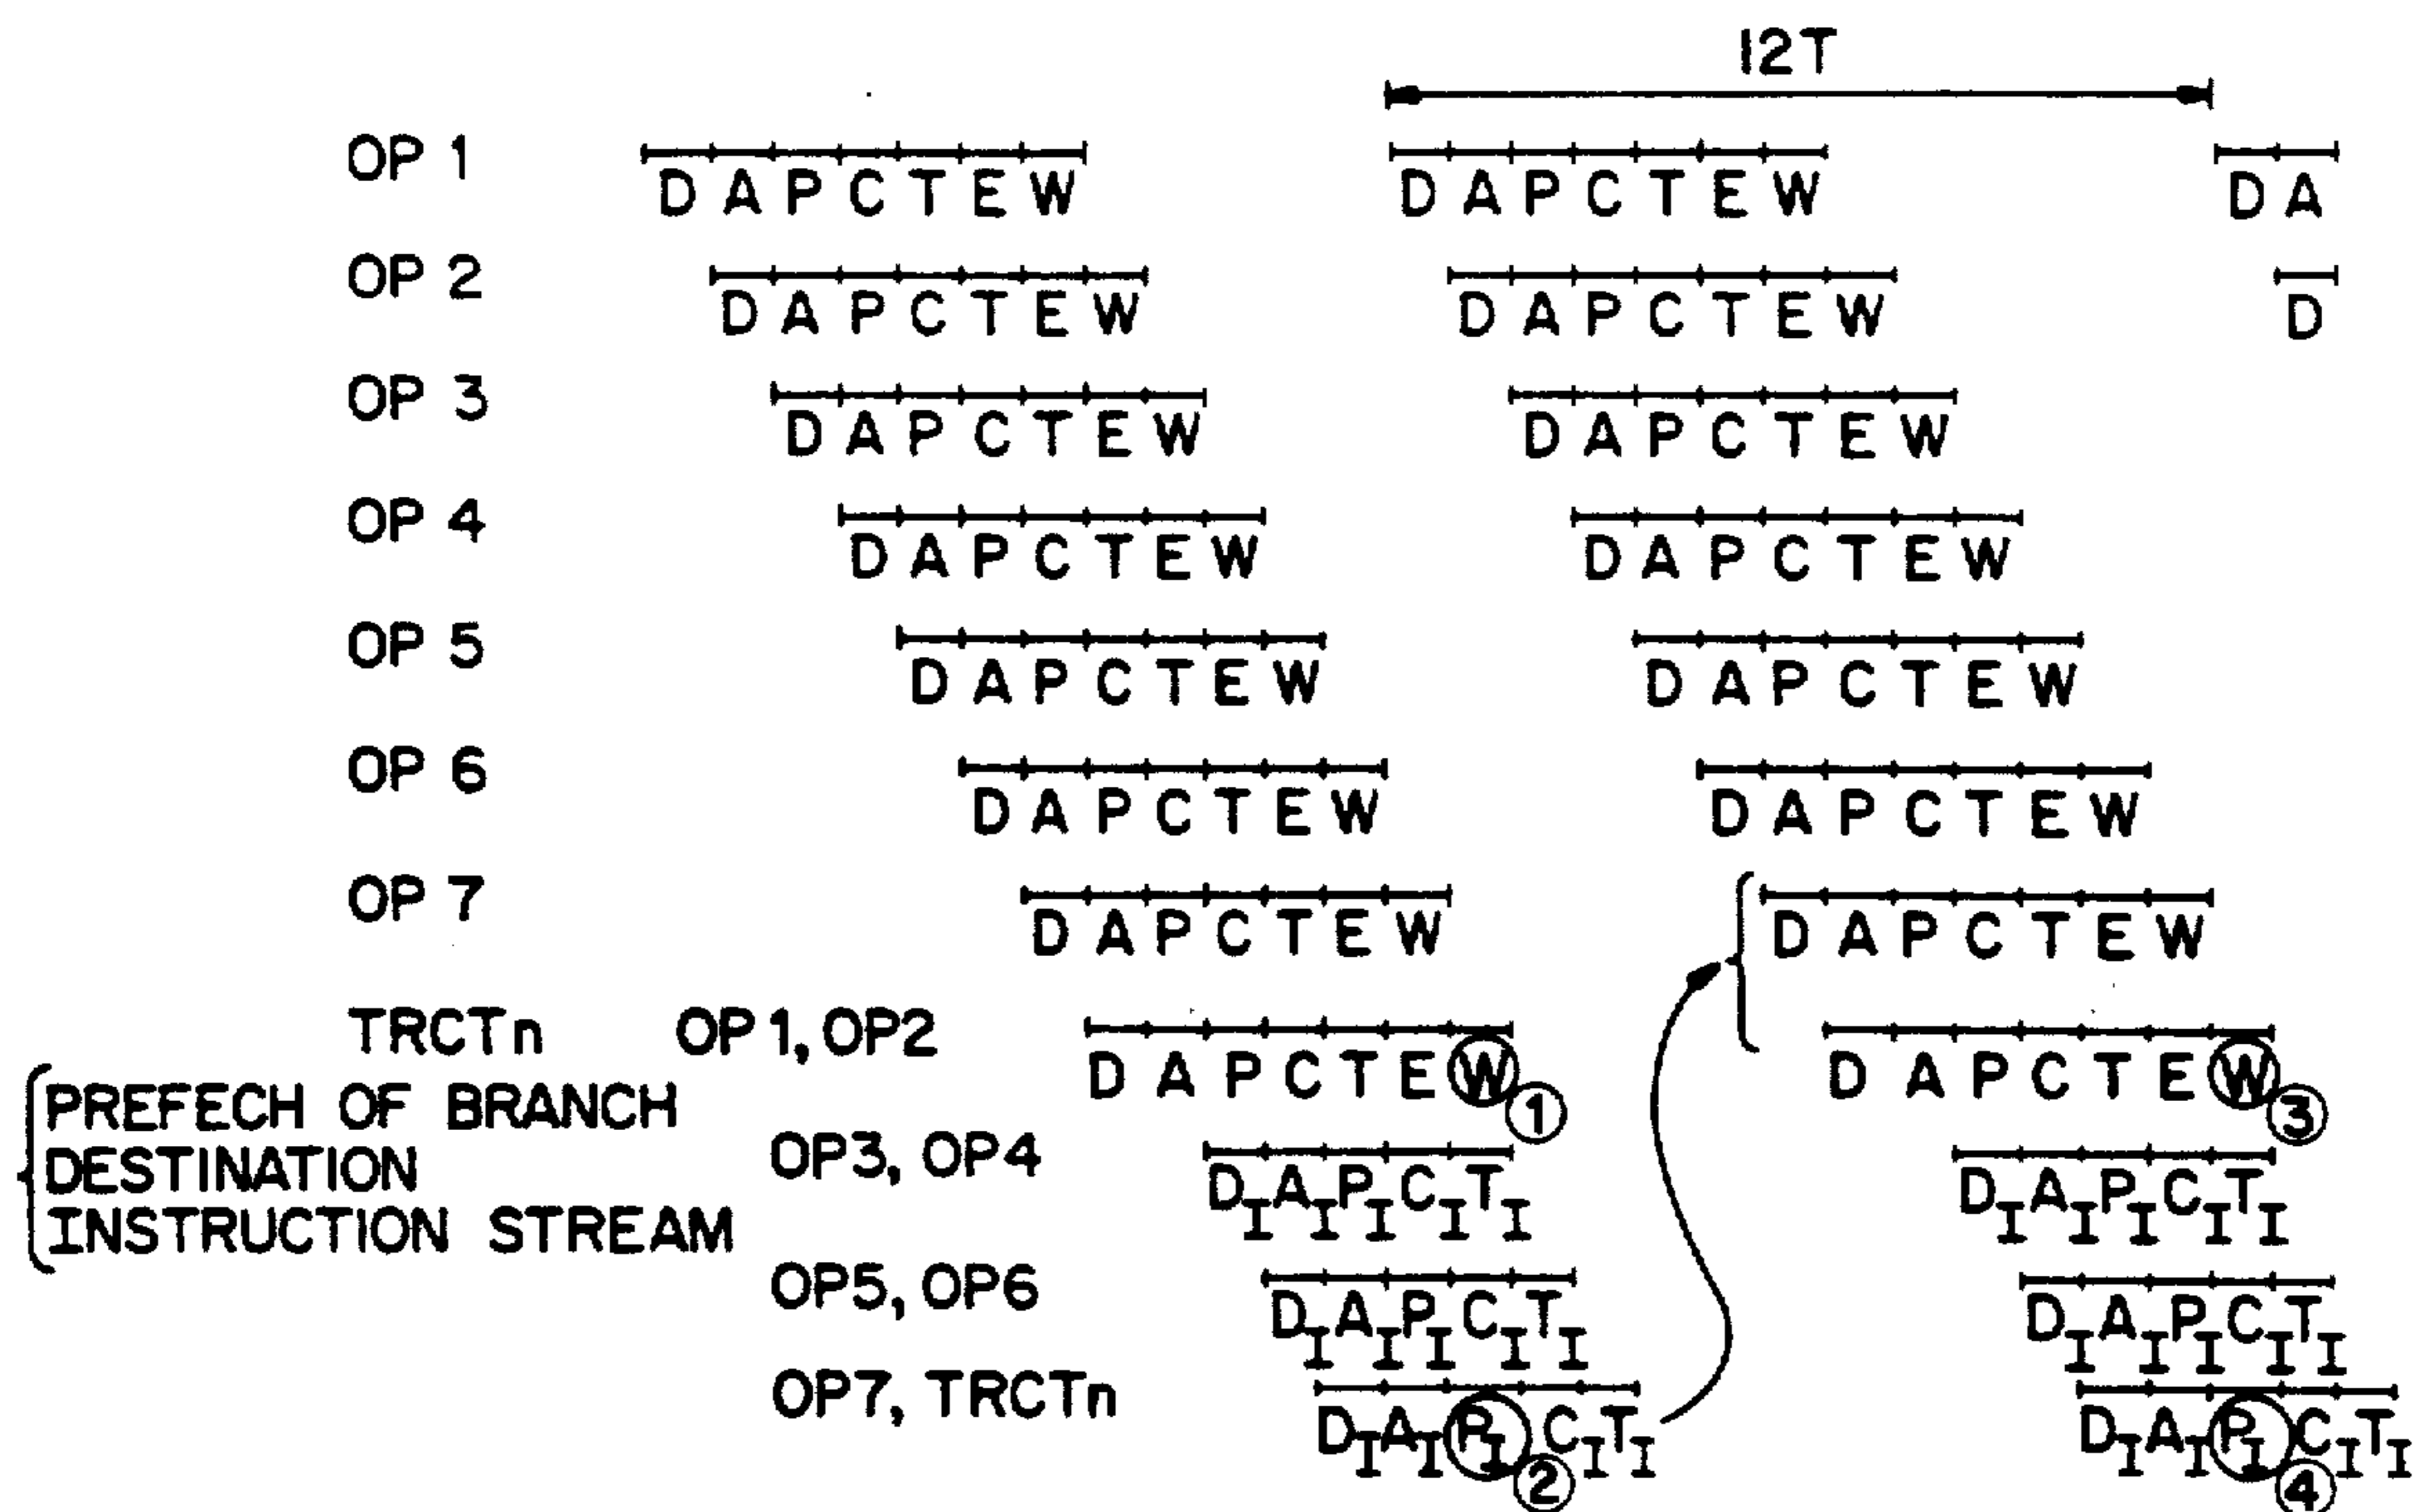 12T
OP 1 D A P C T E W D A P C T E W D A
OP 2 D A P C T E W D A P C T E W D
OP 3 D A P C T E W D A P C T E W
OP 4 D A P C T E W D A P C T E W
OP 5 D A P C T E W D A P C T E W
OP 6 D A P C T E W D A P C T E W
OP 7 D A P C T E W D A P C T E W
TRCTn OP 1, OP2 D A P C T E W 1 D A P C T E W 3
PREFECH OF BRANCH
DESTINATION
INSTRUCTION STREAM
OP3, OP4 DI AI PI CI TI DI AI PI CI TI
OP5, OP6 DI AI PI CI TI DI AI PI CI TI
OP7, TRCTn DI AI PI CI TI 2 DI AI PI CI TI 4